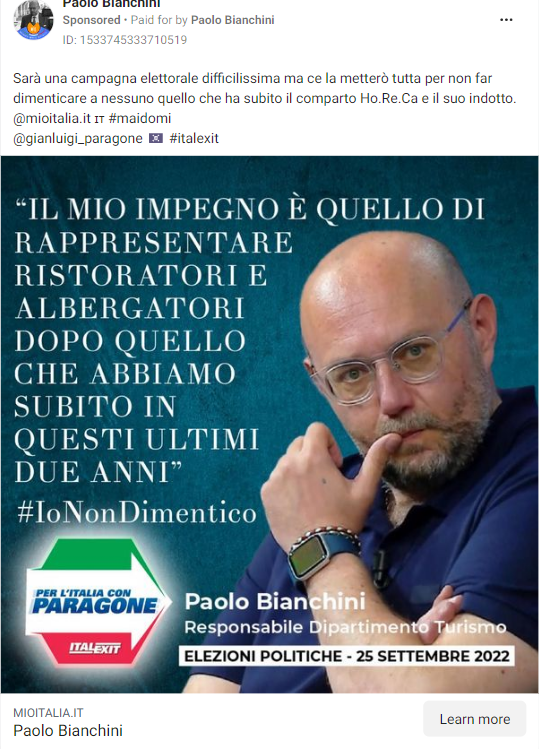 Paolo Bianchini
Sponsored • Paid for by Paolo Bianchini
ID: 1533745333710519
Sarà una campagna elettorale difficilissima ma ce la metterò tutta per non far
dimenticare a nessuno quello che ha subito il comparto Ho.Re.Ca e il suo indotto.
@mioitalia.it IT #maidomi
@gianluigi_paragone #italexit
“IL MIO IMPEGNO È QUELLO DI
RAPPRESENTARE
RISTORATORI E
ALBERGATORI
DOPO QUELLO
CHE ABBIAMO
SUBITO IN
QUESTI ULTIMI
DUE ANNI”
#IoNonDimentico
PER L'ITALIA CON
PARAGONE
ITALEXIT
Paolo Bianchini
Responsabile Dipartimento Turismo
ELEZIONI POLITICHE - 25 SETTEMBRE 2022
MIOITALIA.IT
Paolo Bianchini
Learn more